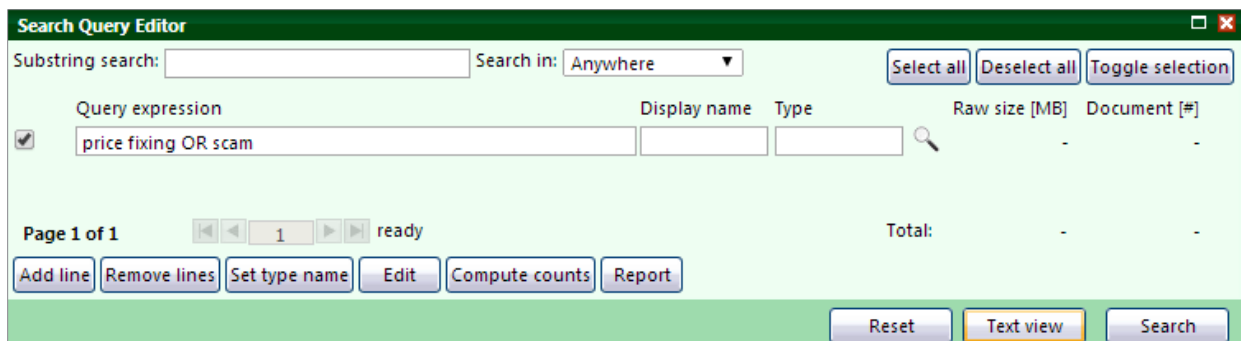 Search Query Editor
Substring search: Search in: Anywhere Select all Deselect all Toggle selection
Query expression Display name Type Raw size [MB] Document [#]
price fixing OR scam - -
Page 1 of 1 1 ready Total: - -
Add line Remove lines Set type name Edit Compute counts Report
Reset Text view Search